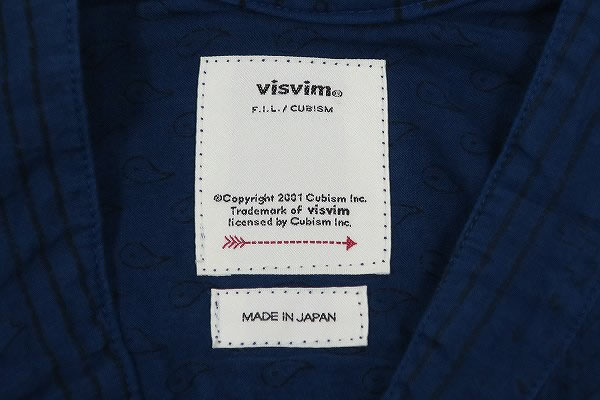 visvim®
F.I.L./CUBISM
©Copyright 2001 Cubism Inc.
Trademark of visvim
licensed by Cubism Inc.
MADE IN JAPAN